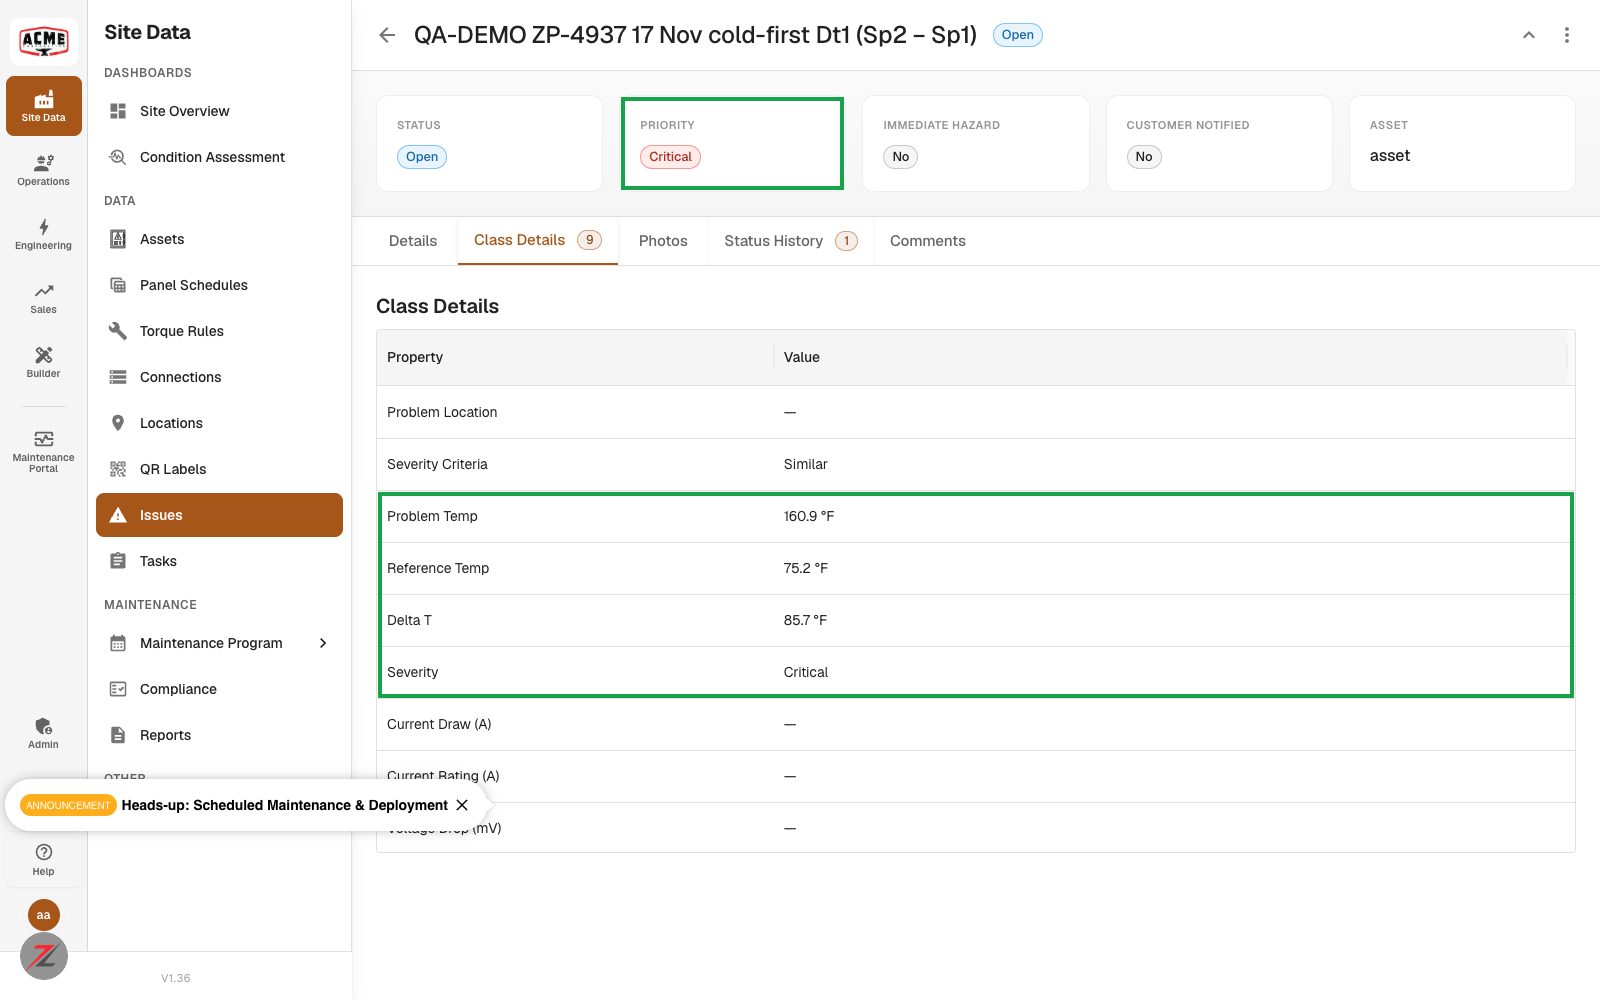 ACME
Site Data
Operations
Engineering
Sales
Builder
Maintenance
Portal
Admin
Help
aa
Site Data
DASHBOARDS
Site Overview
Condition Assessment
DATA
Assets
Panel Schedules
Torque Rules
Connections
Locations
QR Labels
Issues
Tasks
MAINTENANCE
Maintenance Program
Compliance
Reports
OTHER
ANNOUNCEMENT Heads-up: Scheduled Maintenance & Deployment
V1.36
QA-DEMO ZP-4937 17 Nov cold-first Dt1 (Sp2 – Sp1) Open
STATUS
Open
PRIORITY
Critical
IMMEDIATE HAZARD
No
CUSTOMER NOTIFIED
No
ASSET
asset
Details Class Details 9 Photos Status History 1 Comments
Class Details
Property Value
Problem Location —
Severity Criteria Similar
Problem Temp 160.9 °F
Reference Temp 75.2 °F
Delta T 85.7 °F
Severity Critical
Current Draw (A) —
Current Rating (A) —
Voltage Drop (mV) —